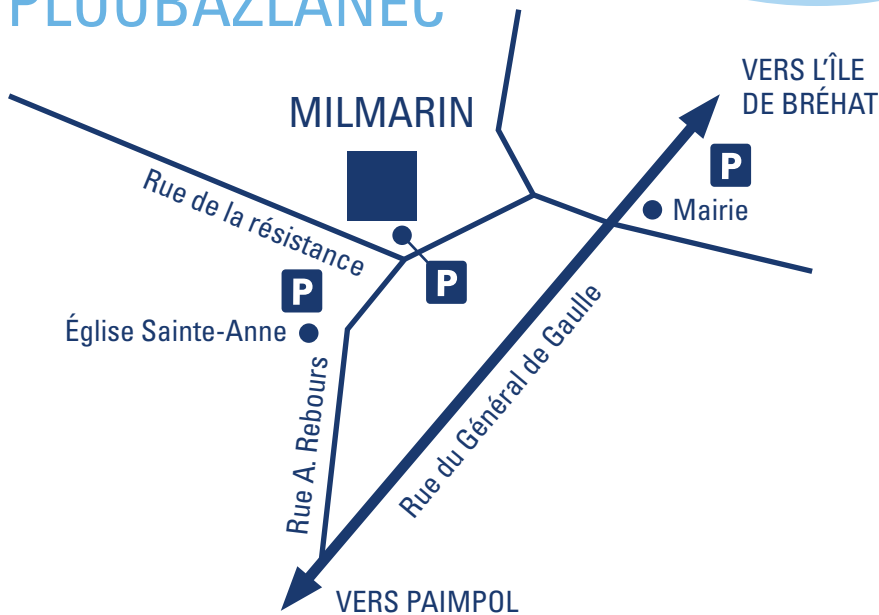 PLOUBAZLANEC
VERS L'ÎLE
DE BRÉHAT
MILMARIN
P
Rue de la résistance
Mairie
P
P
Église Sainte-Anne
Rue du Général de Gaulle
Rue A. Rebours
VERS PAIMPOL